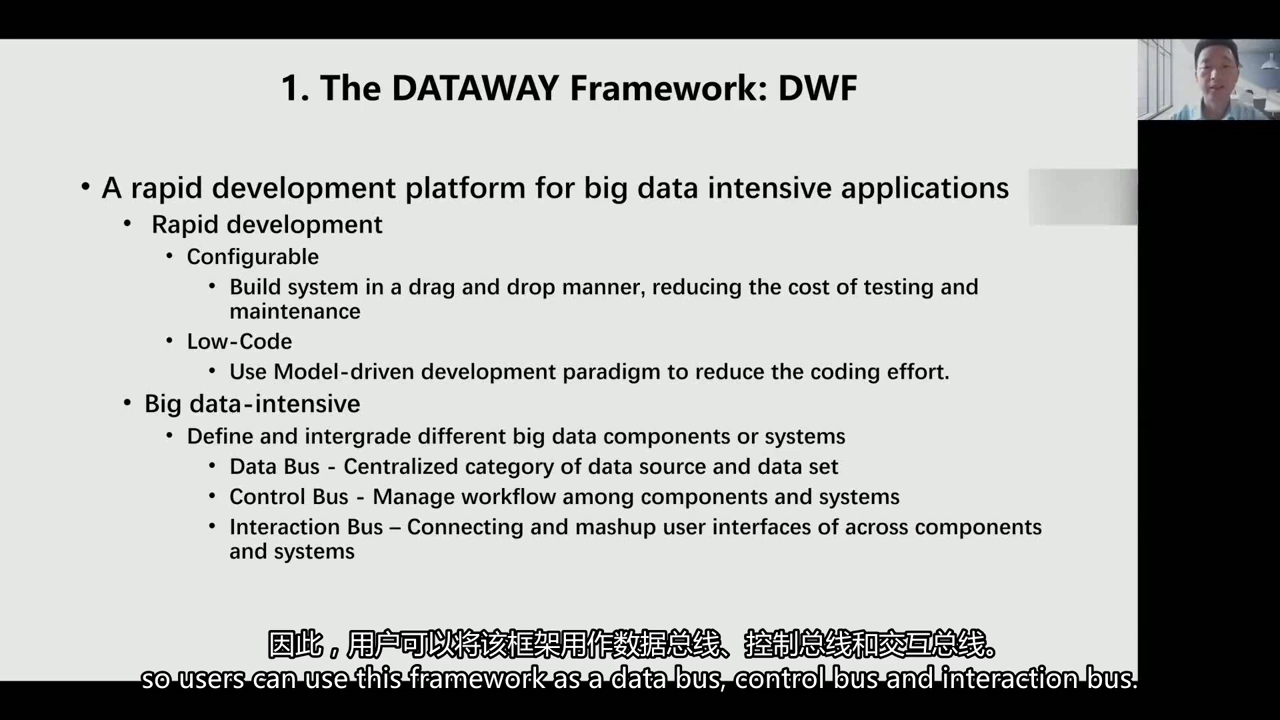 1. The DATAWAY Framework: DWF
• A rapid development platform for big data intensive applications
• Rapid development
• Configurable
• Build system in a drag and drop manner, reducing the cost of testing and
maintenance
• Low-Code
• Use Model-driven development paradigm to reduce the coding effort.
• Big data-intensive
• Define and intergrade different big data components or systems
• Data Bus - Centralized category of data source and data set
• Control Bus - Manage workflow among components and systems
• Interaction Bus – Connecting and mashup user interfaces of across components
and systems
因此，用户可以将该框架用作数据总线、控制总线和交互总线。
so users can use this framework as a data bus, control bus and interaction bus.